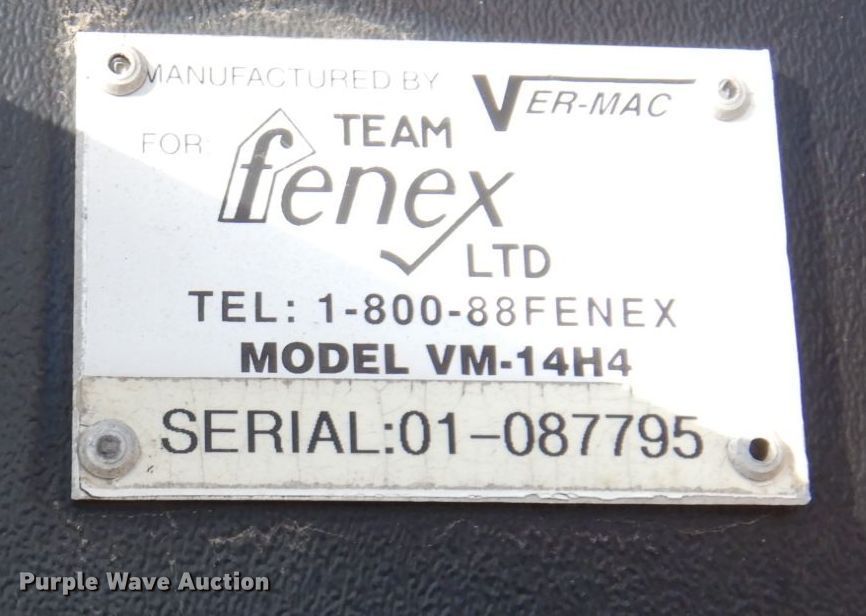 MANUFACTURED BY VER-MAC
FOR TEAM
fenex
LTD
TEL: 1-800-88FENEX
MODEL VM-14H4
SERIAL:01-087795
Purple Wave Auction